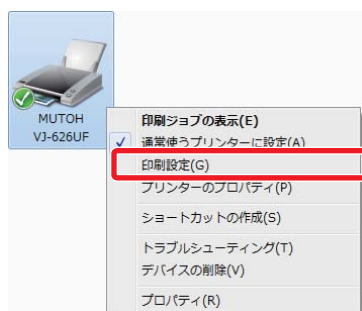 MUTOH
VJ-626UF
印刷ジョブの表示(E)
通常使うプリンターに設定(A)
印刷設定(G)
プリンターのプロパティ(P)
ショートカットの作成(S)
トラブルシューティング(T)
デバイスの削除(V)
プロパティ(R)